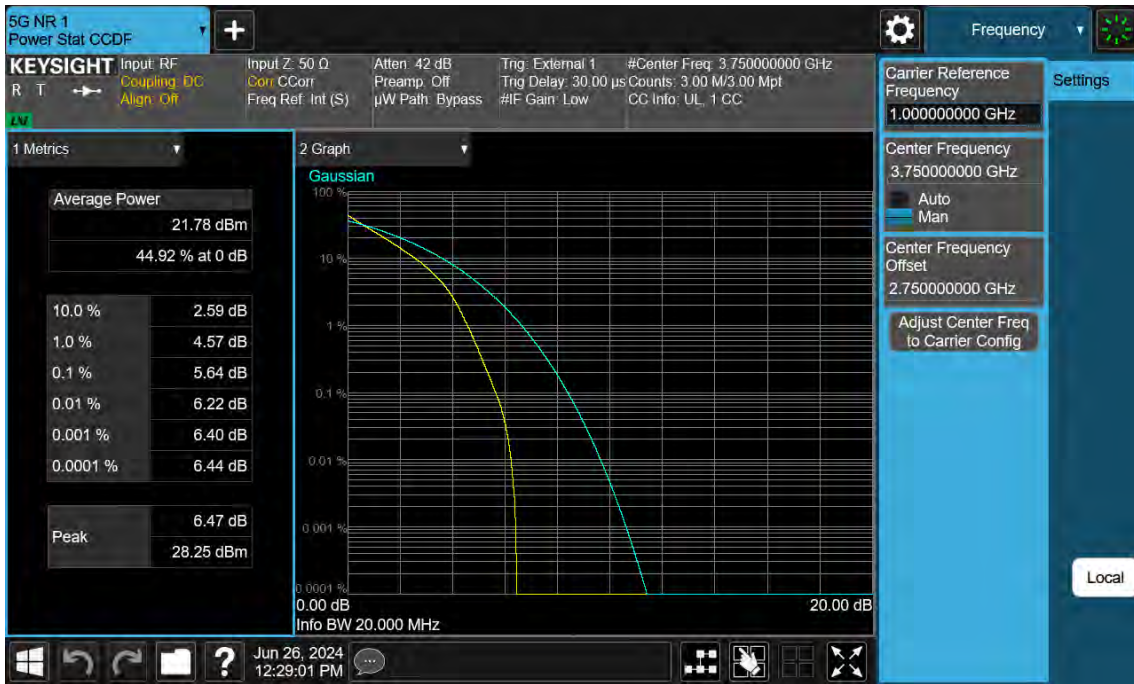 5G NR 1
Power Stat CCDF
Frequency
KEYSIGHT
R T
LNI
Input: RF
Coupling: DC
Align: Off
Input Z: 50 Ω
Corr CCorr
Freq Ref: Int (S)
Atten: 42 dB
Preamp: Off
µW Path: Bypass
Trig: External 1
Trig Delay: 30.00 µs
#IF Gain: Low
#Center Freq: 3.750000000 GHz
Counts: 3.00 M/3.00 Mpt
CC Info: UL, 1 CC
1 Metrics
Average Power
21.78 dBm
44.92 % at 0 dB
10.0 % 2.59 dB
1.0 % 4.57 dB
0.1 % 5.64 dB
0.01 % 6.22 dB
0.001 % 6.40 dB
0.0001 % 6.44 dB
Peak
6.47 dB
28.25 dBm
2 Graph
Gaussian
100 %
10 %
1 %
0.1 %
0.01 %
0.001 %
0.0001 %
0.00 dB 20.00 dB
Info BW 20.000 MHz
Carrier Reference
Frequency
1.000000000 GHz
Center Frequency
3.750000000 GHz
Auto
Man
Center Frequency
Offset
2.750000000 GHz
Adjust Center Freq
to Carrier Config
Settings
Local
?
Jun 26, 2024
12:29:01 PM